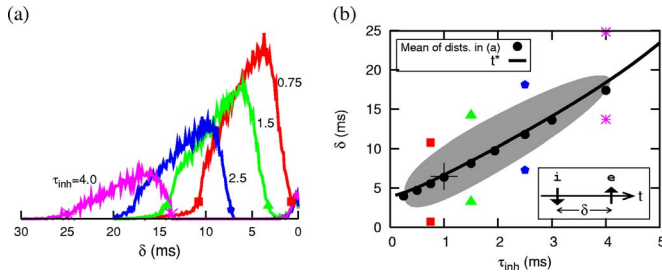 (a)
0.75
1.5
2.5
τinh=4.0
30 25 20 15 10 5 0
δ (ms)
(b)
25
20
15
10
5
0
δ (ms)
Mean of dists. in (a)
t*
i e
t
δ
0 1 2 3 4 5
τinh (ms)